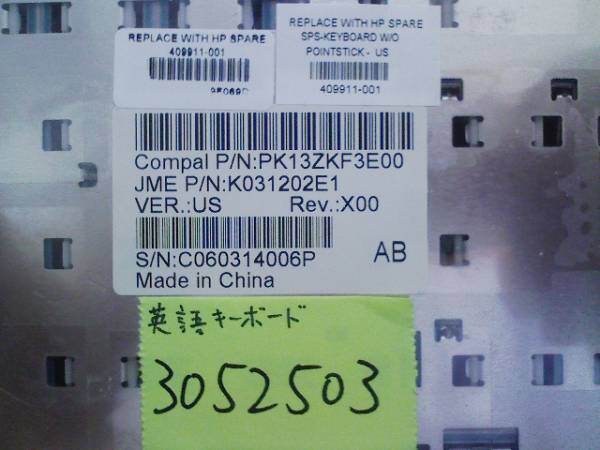 REPLACE WITH HP SPARE
409911-001
REPLACE WITH HP SPARE
SPS-KEYBOARD W/O
POINTSTICK - US
409911-001
Compal P/N:PK13ZKF3E00
JME P/N:K031202E1
VER.:US Rev.:X00
S/N:C060314006P AB
Made in China
英語キーボード
3052503